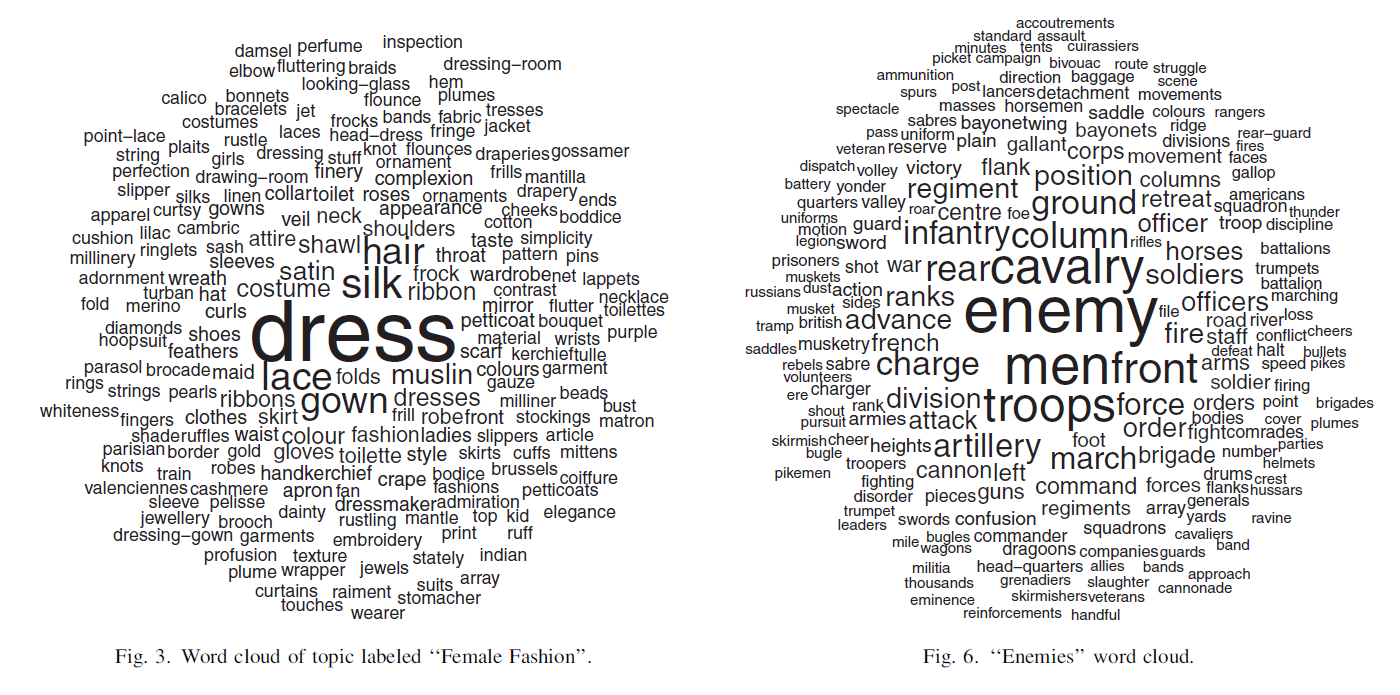 damsel perfume inspection
elbow fluttering braids dressing–room
looking–glass hem
calico bonnets flounce plumes
bracelets jet tresses
costumes frocks bands fabric jacket
point–lace rustle laces head–dress fringe
string plaits girls dressing stuff knot flounces draperies gossamer
perfection drawing–room finery ornament frills mantilla
slipper silks linen collar toilet roses complexion ornaments drapery ends
apparel curtsy gowns veil neck appearance cheeks boddice
cushion lilac cambric shoulders cotton
millinery ringlets sash attire shawl hair throat taste simplicity
sleeves pattern pins
adornment wreath satin silk frock wardrobe net lappets
turban hat costume ribbon contrast necklace
fold merino curls mirror flutter toilettes
diamonds shoes dress petticoat bouquet purple
hoop suit feathers material wrists
parasol brocade maid lace folds muslin scarf kerchief tulle
rings strings pearls ribbons gown dresses colours garment
gauze milliner beads
whiteness fingers clothes skirt frill robe front stockings bust
matron
shade ruffles waist colour fashion ladies slippers article
parisian border gold gloves toilette style skirts cuffs mittens
knots train robes handkerchief crape bodice brussels coiffure
valenciennes cashmere apron fan fashions petticoats
sleeve pelisse dainty dressmaker admiration
jewellery brooch rustling mantle top kid elegance
dressing–gown garments embroidery print ruff
profusion texture stately indian
plume wrapper jewels
curtains raiment suits array
touches stomacher
wearer
Fig. 3. Word cloud of topic labeled “Female Fashion”.
accoutrements
standard assault
minutes tents cuirassiers
picket campaign bivouac route struggle
ammunition direction baggage scene
spurs post lancers detachment movements
spectacle masses horsemen saddle colours rangers
sabres bayonet wing bayonets ridge
pass uniform plain gallant divisions rear–guard
veteran reserve corps movement fires faces
dispatch volley victory flank position columns gallop
battery yonder regiment ground retreat americans
quarters valley roar centre foe squadron thunder
uniforms motion guard infantry column officer troop discipline
legion sword rifles horses battalions
prisoners shot war rear cavalry soldiers trumpets
muskets battalion
russians dust action ranks enemy officers marching
musket sides file road river loss
tramp british advance fire staff conflict cheers
saddles musketry french men front defeat halt bullets
rebels sabre charge arms speed pikes
volunteers soldier firing
ere charger division troops force orders point brigades
shout rank bodies cover plumes
pursuit armies attack order fight comrades
skirmish cheer heights artillery foot number parties
bugle march brigade helmets
pikemen troopers cannon left drums crest
fighting command forces flanks hussars
disorder pieces guns generals
trumpet regiments array yards ravine
leaders swords confusion squadrons cavaliers
mile bugles commander band
wagons dragoons companies guards
militia head–quarters allies bands approach
thousands grenadiers slaughter cannonade
eminence skirmishers veterans
reinforcements handful
Fig. 6. “Enemies” word cloud.